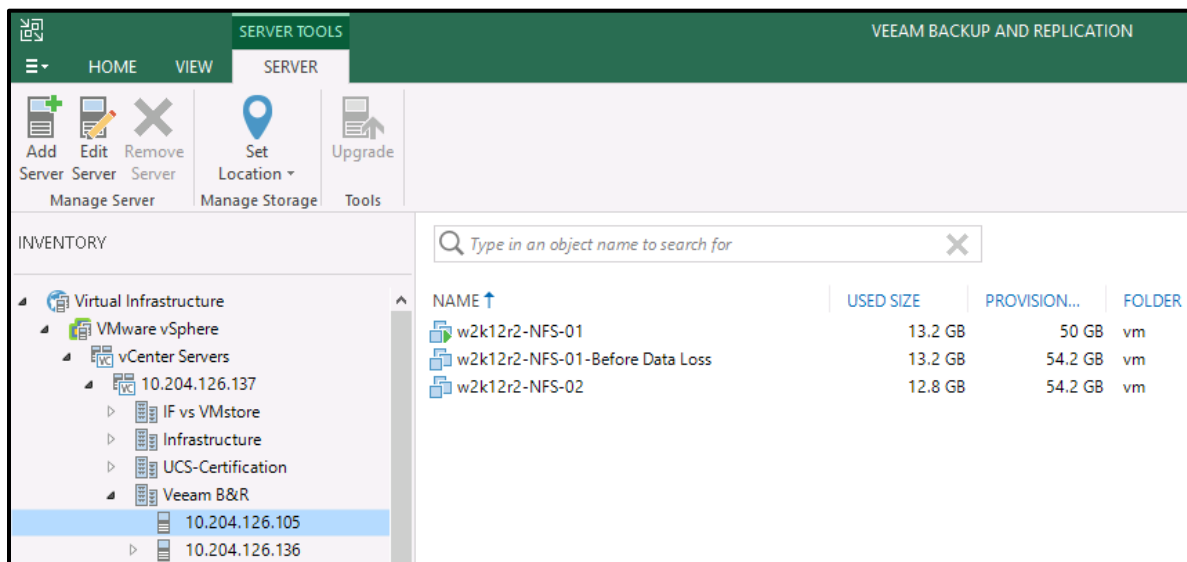 SERVER TOOLS
VEEAM BACKUP AND REPLICATION
HOME VIEW SERVER
Add Server
Edit Server
Remove Server
Set Location
Upgrade
Manage Server
Manage Storage
Tools
INVENTORY
Virtual Infrastructure
VMware vSphere
vCenter Servers
10.204.126.137
IF vs VMstore
Infrastructure
UCS-Certification
Veeam B&R
10.204.126.105
10.204.126.136
Type in an object name to search for
NAME USED SIZE PROVISION... FOLDER
w2k12r2-NFS-01 13.2 GB 50 GB vm
w2k12r2-NFS-01-Before Data Loss 13.2 GB 54.2 GB vm
w2k12r2-NFS-02 12.8 GB 54.2 GB vm